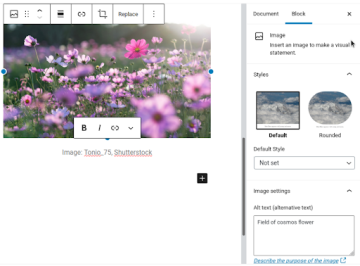 Replace
Document
Block
Image
Insert an image to make a visual statement.
Styles
Default
Rounded
Default Style
Not set
B I
Image: Tonio_75, Shutterstock
Image settings
Alt text (alternative text)
Field of cosmos flower
Describe the purpose of the image